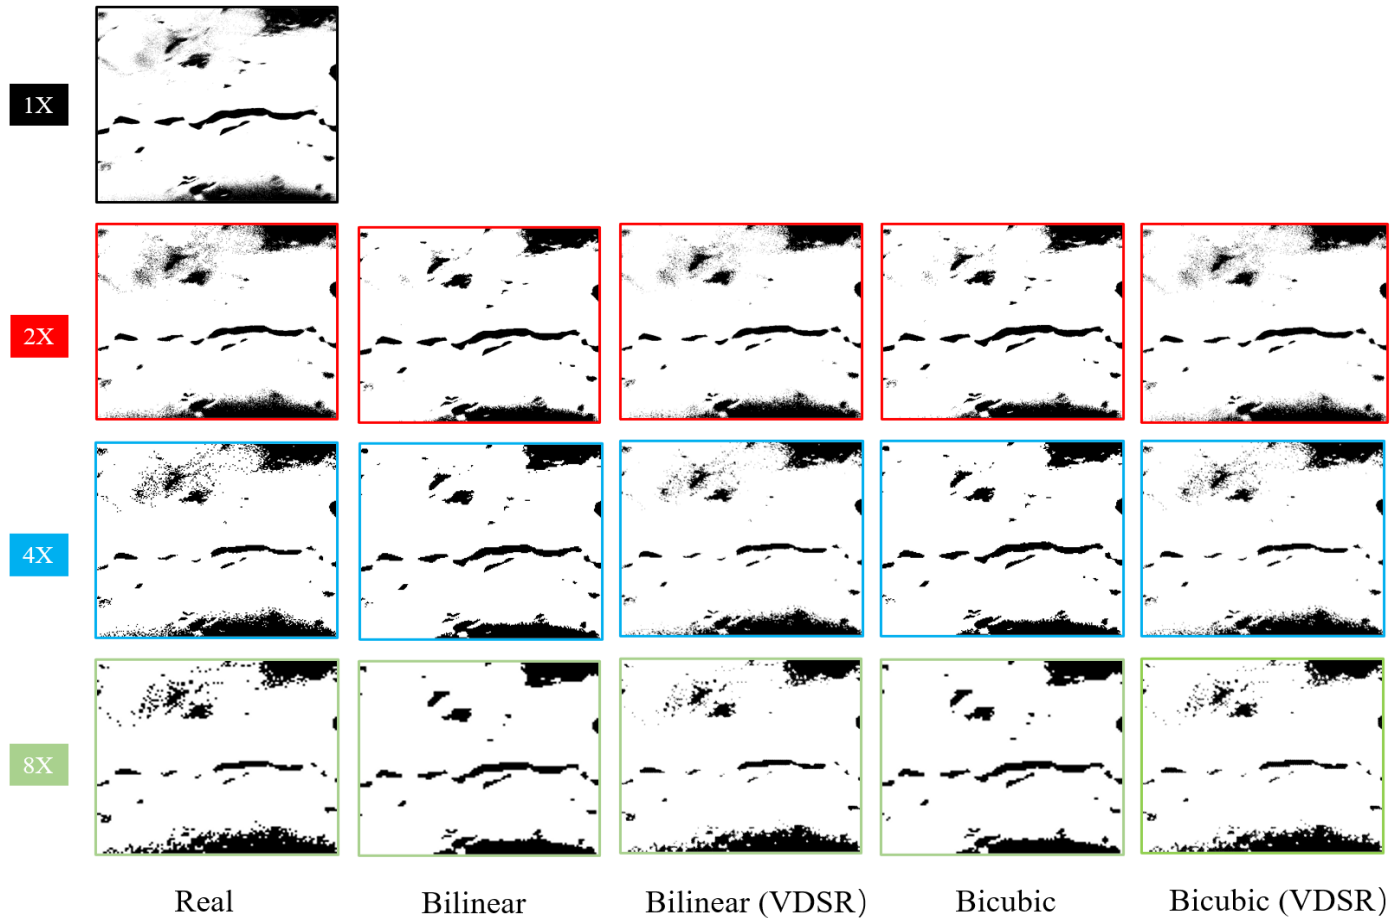 1X
2X
4X
8X
Real
Bilinear
Bilinear (VDSR)
Bicubic
Bicubic (VDSR)